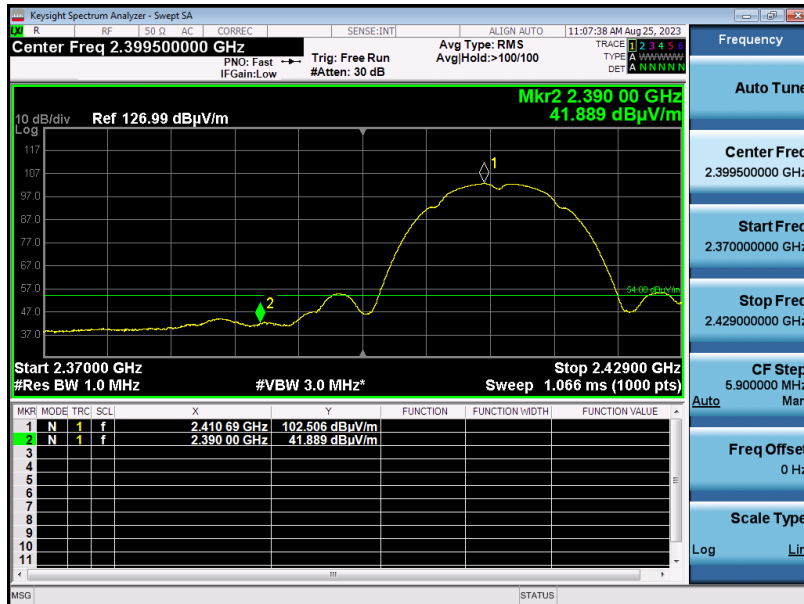 Keysight Spectrum Analyzer - Swept SA
LXI R RF 50 Ω AC CORREC SENSE:INT ALIGN AUTO 11:07:38 AM Aug 25, 2023
Center Freq 2.399500000 GHz
PNO: Fast
IFGain:Low
Trig: Free Run
#Atten: 30 dB
Avg Type: RMS
Avg|Hold:>100/100
TRACE 1 2 3 4 5 6
TYPE A WWWWW
DET A N N N N N
Mkr2 2.390 00 GHz
41.889 dBµV/m
10 dB/div Ref 126.99 dBµV/m
Log
117
107
97.0
87.0
77.0
67.0
57.0
47.0
37.0
1
2
54.00 dBµV/m
Start 2.37000 GHz
Stop 2.42900 GHz
#Res BW 1.0 MHz
#VBW 3.0 MHz*
Sweep 1.066 ms (1000 pts)
MKR MODE TRC SCL X Y FUNCTION FUNCTION WIDTH FUNCTION VALUE
1 N 1 f 2.410 69 GHz 102.506 dBµV/m
2 N 1 f 2.390 00 GHz 41.889 dBµV/m
3
4
5
6
7
8
9
10
11
MSG
STATUS
Frequency
Auto Tune
Center Freq
2.399500000 GHz
Start Freq
2.370000000 GHz
Stop Freq
2.429000000 GHz
CF Step
5.900000 MHz
Auto Man
Freq Offset
0 Hz
Scale Type
Log Lin